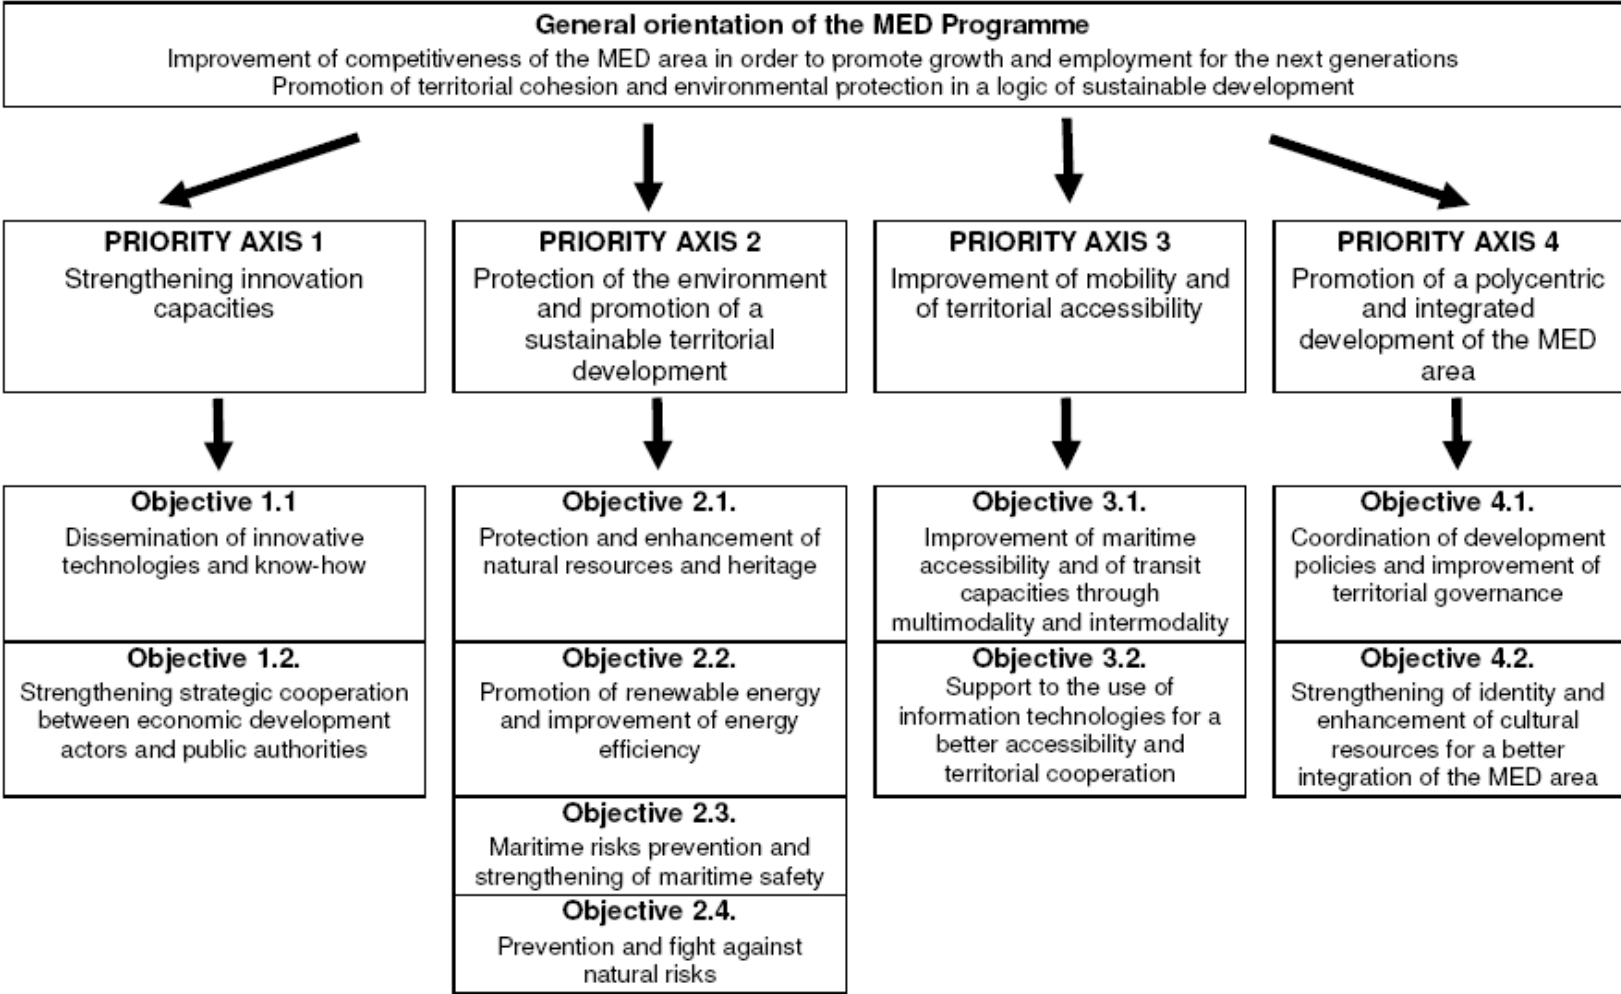 General orientation of the MED Programme
Improvement of competitiveness of the MED area in order to promote growth and employment for the next generations
Promotion of territorial cohesion and environmental protection in a logic of sustainable development
PRIORITY AXIS 1
Strengthening innovation
capacities
PRIORITY AXIS 2
Protection of the environment
and promotion of a
sustainable territorial
development
PRIORITY AXIS 3
Improvement of mobility and
of territorial accessibility
PRIORITY AXIS 4
Promotion of a polycentric
and integrated
development of the MED
area
Objective 1.1
Dissemination of innovative
technologies and know-how
Objective 1.2.
Strengthening strategic cooperation
between economic development
actors and public authorities
Objective 2.1.
Protection and enhancement of
natural resources and heritage
Objective 2.2.
Promotion of renewable energy
and improvement of energy
efficiency
Objective 2.3.
Maritime risks prevention and
strengthening of maritime safety
Objective 2.4.
Prevention and fight against
natural risks
Objective 3.1.
Improvement of maritime
accessibility and of transit
capacities through
multimodality and intermodality
Objective 3.2.
Support to the use of
information technologies for a
better accessibility and
territorial cooperation
Objective 4.1.
Coordination of development
policies and improvement of
territorial governance
Objective 4.2.
Strengthening of identity and
enhancement of cultural
resources for a better
integration of the MED area